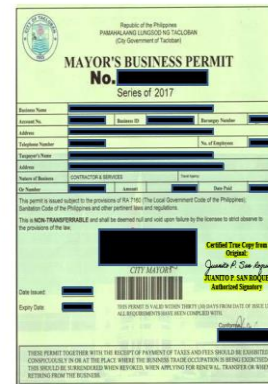 Republic of the Philippines
PAMAHALAANG LUNGSOD NG TACLOBAN
(City Government of Tacloban)
MAYOR'S BUSINESS PERMIT
No.
Series of 2017
Business Name
Account No. Business ID Barangay Number
Address
Telephone Number No. of Employees
Taxpayer's Name
Address
Nature of Business CONTRACTOR & SERVICES
Or Number Amount Date Paid
This permit is issued subject to the provisions of RA 7160 (The Local Government Code of the Philippines),
Sanitation Code of the Philippines and other pertinent laws and regulations.
This is NON-TRANSFERRABLE and shall be deemed null and void upon failure by the licensee to strict observe to
the provisions of the law.
Certified True Copy from
Original:
Juanito P. San Roque
JUANITO P. SAN ROQUE
Authorized Signatory
CITY MAYOR
Date Issued:
Expiry Date:
THIS PERMIT IS VALID WITHIN THIRTY (30) DAYS FROM DATE OF ISSUE
ALL REQUIREMENTS HAVE BEEN COMPLIED WITH.
THESE PERMIT TOGETHER WITH THE RECEIPT OF PAYMENT OF TAXES AND FEES SHOULD BE EXHIBITED
CONSPICUOUSLY IN OR AT THE PLACE WHERE THE BUSINESS TRADE OCCUPATION IS BEING EXERCISED
THIS SHOULD BE SURRENDERED WHEN REVOKED, WHEN APPLYING FOR RENEWAL, TRANSFER OR WHEN
RETIRING FROM THE BUSINESS.